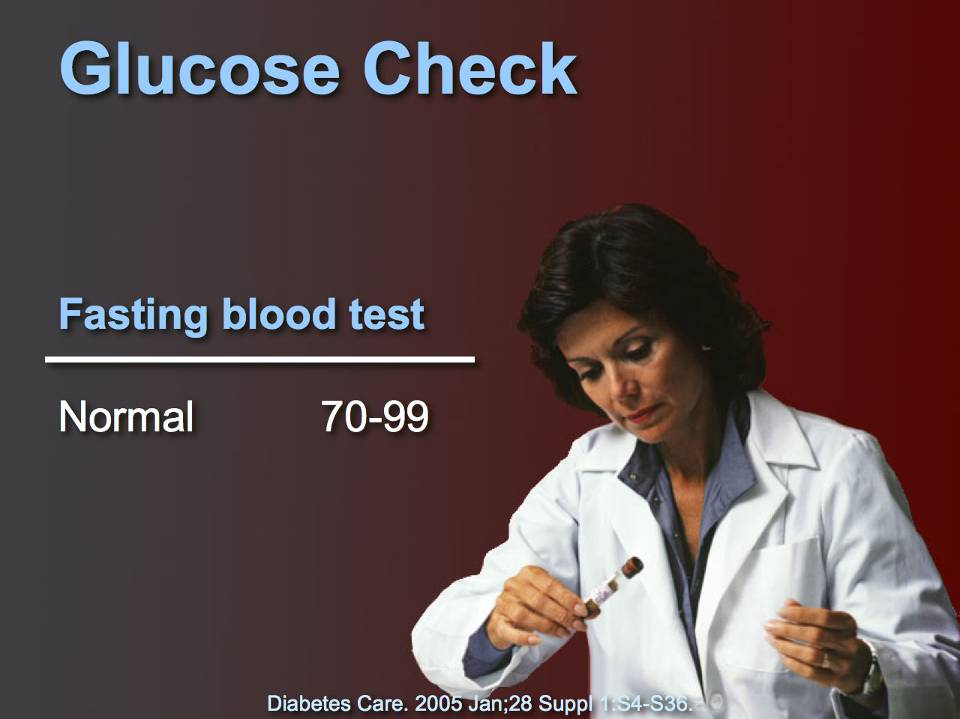 Glucose Check
Fasting blood test
Normal 70-99
Diabetes Care. 2005 Jan;28 Suppl 1:S4-S36.